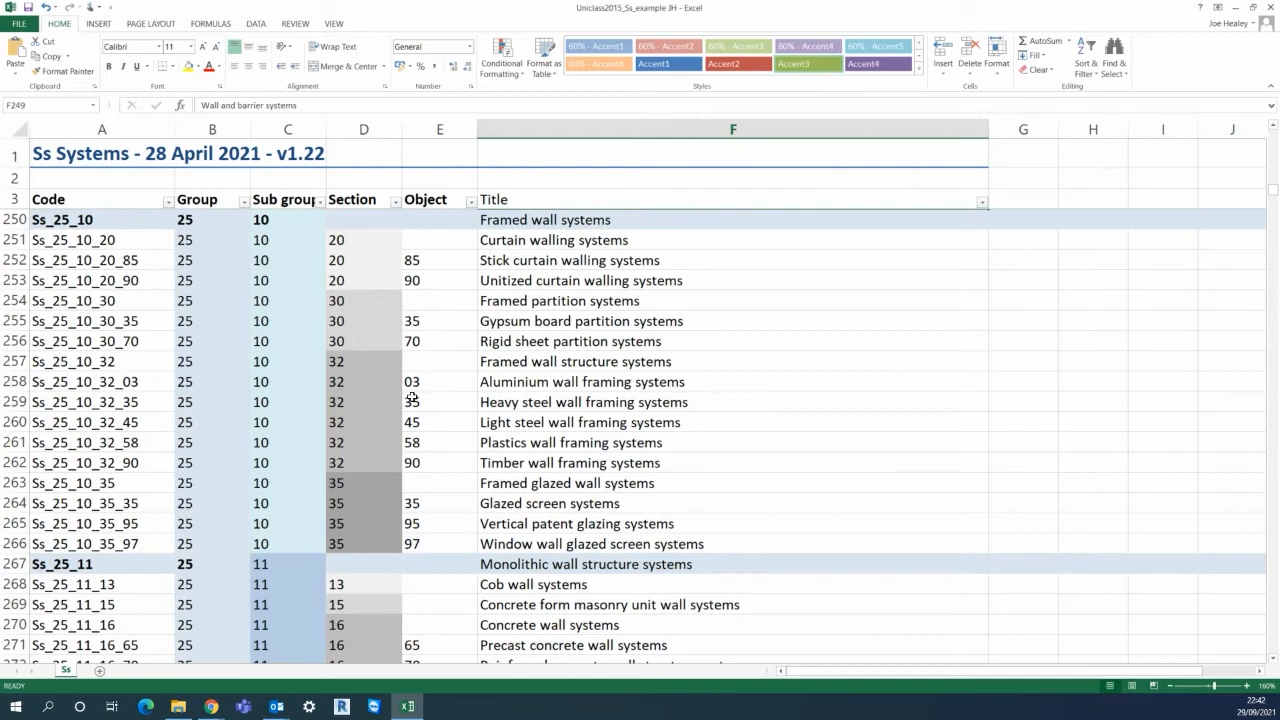 Uniclass2015_Ss_example JH - Excel
FILE HOME INSERT PAGE LAYOUT FORMULAS DATA REVIEW VIEW Joe Healey
Cut Calibri 11 Wrap Text General 60% - Accent1 60% - Accent2 60% - Accent3 60% - Accent4 60% - Accent5 AutoSum
Copy
Paste Format Painter B I U Merge & Center Conditional Formatting Format as Table 60% - Accent6 Accent1 Accent2 Accent3 Accent4 Insert Delete Format Fill Clear Sort & Filter Find & Select
Clipboard Font Alignment Number Styles Cells Editing
F249 fx Wall and barrier systems
A B C D E F G H I J
1 Ss Systems - 28 April 2021 - v1.22
2
3 Code Group Sub group Section Object Title
250 Ss_25_10 25 10 Framed wall systems
251 Ss_25_10_20 25 10 20 Curtain walling systems
252 Ss_25_10_20_85 25 10 20 85 Stick curtain walling systems
253 Ss_25_10_20_90 25 10 20 90 Unitized curtain walling systems
254 Ss_25_10_30 25 10 30 Framed partition systems
255 Ss_25_10_30_35 25 10 30 35 Gypsum board partition systems
256 Ss_25_10_30_70 25 10 30 70 Rigid sheet partition systems
257 Ss_25_10_32 25 10 32 Framed wall structure systems
258 Ss_25_10_32_03 25 10 32 03 Aluminium wall framing systems
259 Ss_25_10_32_35 25 10 32 35 Heavy steel wall framing systems
260 Ss_25_10_32_45 25 10 32 45 Light steel wall framing systems
261 Ss_25_10_32_58 25 10 32 58 Plastics wall framing systems
262 Ss_25_10_32_90 25 10 32 90 Timber wall framing systems
263 Ss_25_10_35 25 10 35 Framed glazed wall systems
264 Ss_25_10_35_35 25 10 35 35 Glazed screen systems
265 Ss_25_10_35_95 25 10 35 95 Vertical patent glazing systems
266 Ss_25_10_35_97 25 10 35 97 Window wall glazed screen systems
267 Ss_25_11 25 11 Monolithic wall structure systems
268 Ss_25_11_13 25 11 13 Cob wall systems
269 Ss_25_11_15 25 11 15 Concrete form masonry unit wall systems
270 Ss_25_11_16 25 11 16 Concrete wall systems
271 Ss_25_11_16_65 25 11 16 65 Precast concrete wall systems
Ss
READY 160%
22:42
29/09/2021